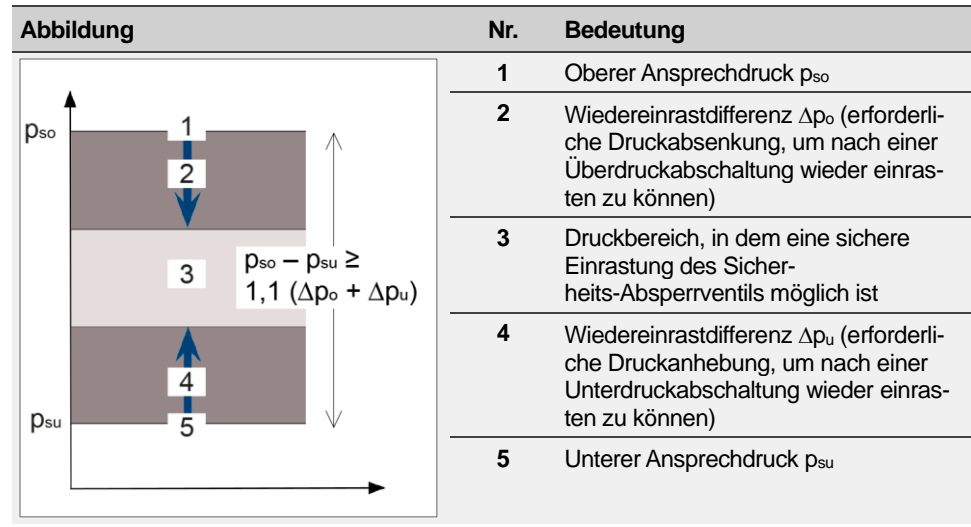 Abbildung Nr. Bedeutung
pso
1
2
3
pso – psu ≥
1,1 (Δpo + Δpu)
4
psu
5
1 Oberer Ansprechdruck pso
2 Wiedereinrastdifferenz Δpo (erforderli-
che Druckabsenkung, um nach einer
Überdruckabschaltung wieder einras-
ten zu können)
3 Druckbereich, in dem eine sichere
Einrastung des Sicher-
heits-Absperrventils möglich ist
4 Wiedereinrastdifferenz Δpu (erforderli-
che Druckanhebung, um nach einer
Unterdruckabschaltung wieder einras-
ten zu können)
5 Unterer Ansprechdruck psu